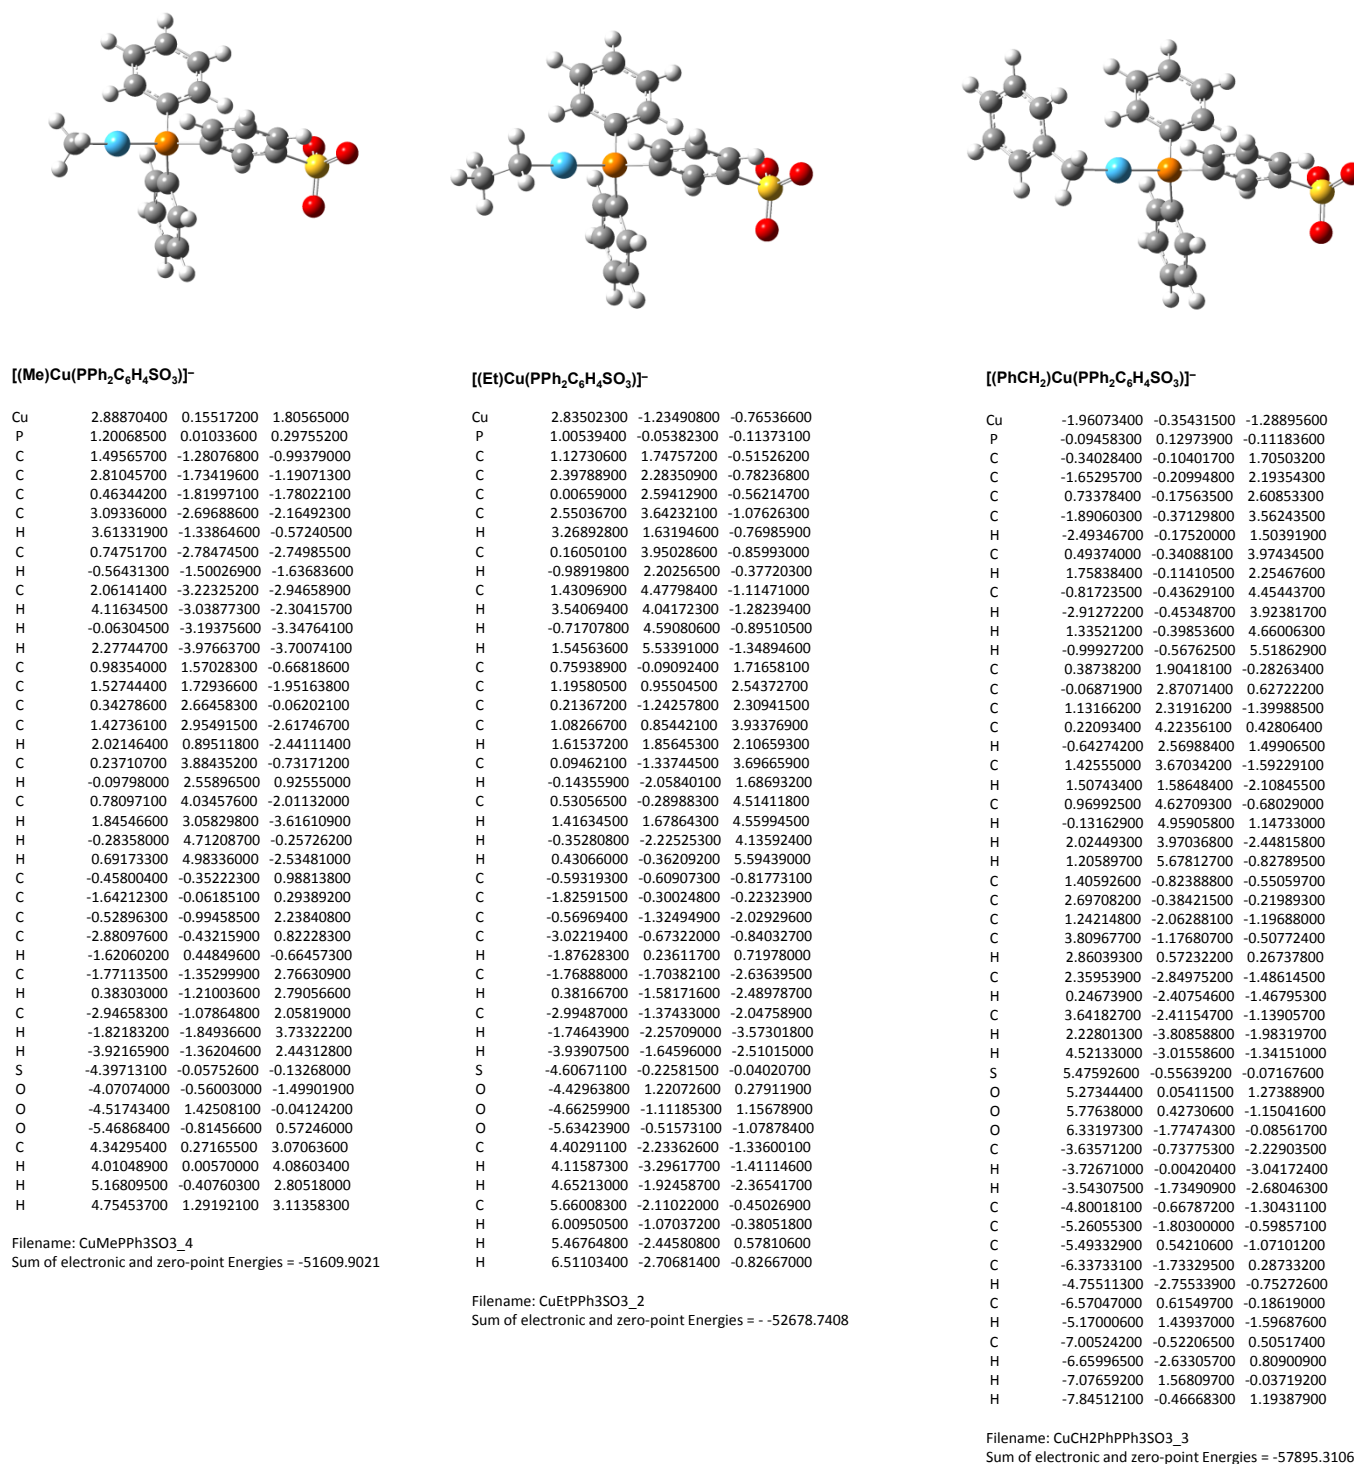 [(Me)Cu(PPh₂C₆H₄SO₃)]⁻
Cu 2.88870400 0.15517200 1.80565000
P 1.20068500 0.01033600 0.29755200
C 1.49565700 -1.28076800 -0.99379000
C 2.81045700 -1.73419600 -1.19071300
C 0.46344200 -1.81997100 -1.78022100
C 3.09336000 -2.69688600 -2.16492300
H 3.61331900 -1.33864600 -0.57240500
C 0.74751700 -2.78474500 -2.74985500
H -0.56431300 -1.50026900 -1.63683600
C 2.06141400 -3.22325200 -2.94658900
H 4.11634500 -3.03877300 -2.30415700
H -0.06304500 -3.19375600 -3.34764100
H 2.27744700 -3.97663700 -3.70074100
C 0.98354000 1.57028300 -0.66818600
C 1.52744400 1.72936600 -1.95163800
C 0.34278600 2.66458300 -0.06202100
C 1.42736100 2.95491500 -2.61746700
H 2.02146400 0.89511800 -2.44111400
C 0.23710700 3.88435200 -0.73171200
H -0.09798000 2.55896500 0.92555000
C 0.78097100 4.03457600 -2.01132000
H 1.84546600 3.05829800 -3.61610900
H -0.28358000 4.71208700 -0.25726200
H 0.69173300 4.98336000 -2.53481000
C -0.45800400 -0.35222300 0.98813800
C -1.64212300 -0.06185100 0.29389200
C -0.52896300 -0.99458500 2.23840800
C -2.88097600 -0.43215900 0.82228300
H -1.62060200 0.44849600 -0.66457300
C -1.77113500 -1.35299900 2.76630900
H 0.38303000 -1.21003600 2.79056600
C -2.94658300 -1.07864800 2.05819000
H -1.82183200 -1.84936600 3.73322200
H -3.92165900 -1.36204600 2.44312800
S -4.39713100 -0.05752600 -0.13268000
O -4.07074000 -0.56003000 -1.49901900
O -4.51743400 1.42508100 -0.04124200
O -5.46868400 -0.81456600 0.57246000
C 4.34295400 0.27165500 3.07063600
H 4.01048900 0.00570000 4.08603400
H 5.16809500 -0.40760300 2.80518000
H 4.75453700 1.29192100 3.11358300
Filename: CuMePPh3SO3_4
Sum of electronic and zero-point Energies = -51609.9021
[(Et)Cu(PPh₂C₆H₄SO₃)]⁻
Cu 2.83502300 -1.23490800 -0.76536600
P 1.00539400 -0.05382300 -0.11373100
C 1.12730600 1.74757200 -0.51526200
C 2.39788900 2.28350900 -0.78236800
C 0.00659000 2.59412900 -0.56214700
C 2.55036700 3.64232100 -1.07626300
H 3.26892800 1.63194600 -0.76985900
C 0.16050100 3.95028600 -0.85993000
H -0.98919800 2.20256500 -0.37720300
C 1.43096900 4.47798400 -1.11471000
H 3.54069400 4.04172300 -1.28239400
H -0.71707800 4.59080600 -0.89510500
H 1.54563600 5.53391000 -1.34894600
C 0.75938900 -0.09092400 1.71658100
C 1.19580500 0.95504500 2.54372700
C 0.21367200 -1.24257800 2.30941500
C 1.08266700 0.85442100 3.93376900
H 1.61537200 1.85645300 2.10659300
C 0.09462100 -1.33744500 3.69665900
H -0.14355900 -2.05840100 1.68693200
C 0.53056500 -0.28988300 4.51411800
H 1.41634500 1.67864300 4.55994500
H -0.35280800 -2.22525300 4.13592400
H 0.43066000 -0.36209200 5.59439000
C -0.59319300 -0.60907300 -0.81773100
C -1.82591500 -0.30024800 -0.22323900
C -0.56969400 -1.32494900 -2.02929600
C -3.02219400 -0.67322000 -0.84032700
H -1.87628300 0.23611700 0.71978000
C -1.76888000 -1.70382100 -2.63639500
H 0.38166700 -1.58171600 -2.48978700
C -2.99487000 -1.37433000 -2.04758900
H -1.74643900 -2.25709000 -3.57301800
H -3.93907500 -1.64596000 -2.51015000
S -4.60671100 -0.22581500 -0.04020700
O -4.42963800 1.22072600 0.27911900
O -4.66259900 -1.11185300 1.15678900
O -5.63423900 -0.51573100 -1.07878400
C 4.40291100 -2.23362600 -1.33600100
H 4.11587300 -3.29617700 -1.41114600
H 4.65213000 -1.92458700 -2.36541700
C 5.66008300 -2.11022000 -0.45026900
H 6.00950500 -1.07037200 -0.38051800
H 5.46764800 -2.44580800 0.57810600
H 6.51103400 -2.70681400 -0.82667000
Filename: CuEtPPh3SO3_2
Sum of electronic and zero-point Energies = - -52678.7408
[(PhCH₂)Cu(PPh₂C₆H₄SO₃)]⁻
Cu -1.96073400 -0.35431500 -1.28895600
P -0.09458300 0.12973900 -0.11183600
C -0.34028400 -0.10401700 1.70503200
C -1.65295700 -0.20994800 2.19354300
C 0.73378400 -0.17563500 2.60853300
C -1.89060300 -0.37129800 3.56243500
H -2.49346700 -0.17520000 1.50391900
C 0.49374000 -0.34088100 3.97434500
H 1.75838400 -0.11410500 2.25467600
C -0.81723500 -0.43629100 4.45443700
H -2.91272200 -0.45348700 3.92381700
H 1.33521200 -0.39853600 4.66006300
H -0.99927200 -0.56762500 5.51862900
C 0.38738200 1.90418100 -0.28263400
C -0.06871900 2.87071400 0.62722200
C 1.13166200 2.31916200 -1.39988500
C 0.22093400 4.22356100 0.42806400
H -0.64274200 2.56988400 1.49906500
C 1.42555000 3.67034200 -1.59229100
H 1.50743400 1.58648400 -2.10845500
C 0.96992500 4.62709300 -0.68029000
H -0.13162900 4.95905800 1.14733000
H 2.02449300 3.97036800 -2.44815800
H 1.20589700 5.67812700 -0.82789500
C 1.40592600 -0.82388800 -0.55059700
C 2.69708200 -0.38421500 -0.21989300
C 1.24214800 -2.06288100 -1.19688000
C 3.80967700 -1.17680700 -0.50772400
H 2.86039300 0.57232200 0.26737800
C 2.35953900 -2.84975200 -1.48614500
H 0.24673900 -2.40754600 -1.46795300
C 3.64182700 -2.41154700 -1.13905700
H 2.22801300 -3.80858800 -1.98319700
H 4.52133000 -3.01558600 -1.34151000
S 5.47592600 -0.55639200 -0.07167600
O 5.27344400 0.05411500 1.27388900
O 5.77638000 0.42730600 -1.15041600
O 6.33197300 -1.77474300 -0.08561700
C -3.63571200 -0.73775300 -2.22903500
H -3.72671000 -0.00420400 -3.04172400
H -3.54307500 -1.73490900 -2.68046300
C -4.80018100 -0.66787200 -1.30431100
C -5.26055300 -1.80300000 -0.59857100
C -5.49332900 0.54210600 -1.07101200
C -6.33733100 -1.73329500 0.28733200
H -4.75511300 -2.75533900 -0.75272600
C -6.57047000 0.61549700 -0.18619000
H -5.17000600 1.43937000 -1.59687600
C -7.00524200 -0.52206500 0.50517400
H -6.65996500 -2.63305700 0.80900900
H -7.07659200 1.56809700 -0.03719200
H -7.84512100 -0.46668300 1.19387900
Filename: CuCH2PhPPh3SO3_3
Sum of electronic and zero-point Energies = -57895.3106